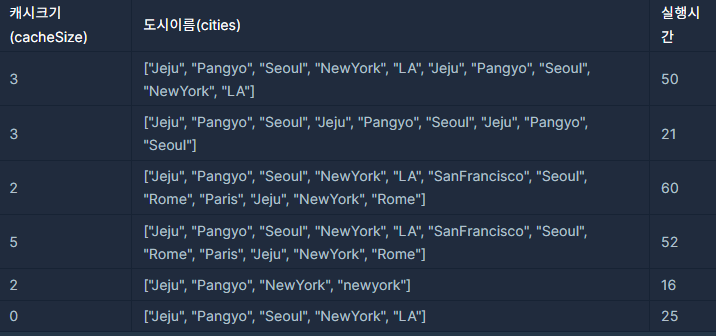 캐시크기
(cacheSize)
도시이름(cities)
실행시
간
3
["Jeju", "Pangyo", "Seoul", "NewYork", "LA", "Jeju", "Pangyo", "Seoul",
"NewYork", "LA"]
50
3
["Jeju", "Pangyo", "Seoul", "Jeju", "Pangyo", "Seoul", "Jeju", "Pangyo",
"Seoul"]
21
2
["Jeju", "Pangyo", "Seoul", "NewYork", "LA", "SanFrancisco", "Seoul",
"Rome", "Paris", "Jeju", "NewYork", "Rome"]
60
5
["Jeju", "Pangyo", "Seoul", "NewYork", "LA", "SanFrancisco", "Seoul",
"Rome", "Paris", "Jeju", "NewYork", "Rome"]
52
2
["Jeju", "Pangyo", "NewYork", "newyork"]
16
0
["Jeju", "Pangyo", "Seoul", "NewYork", "LA"]
25